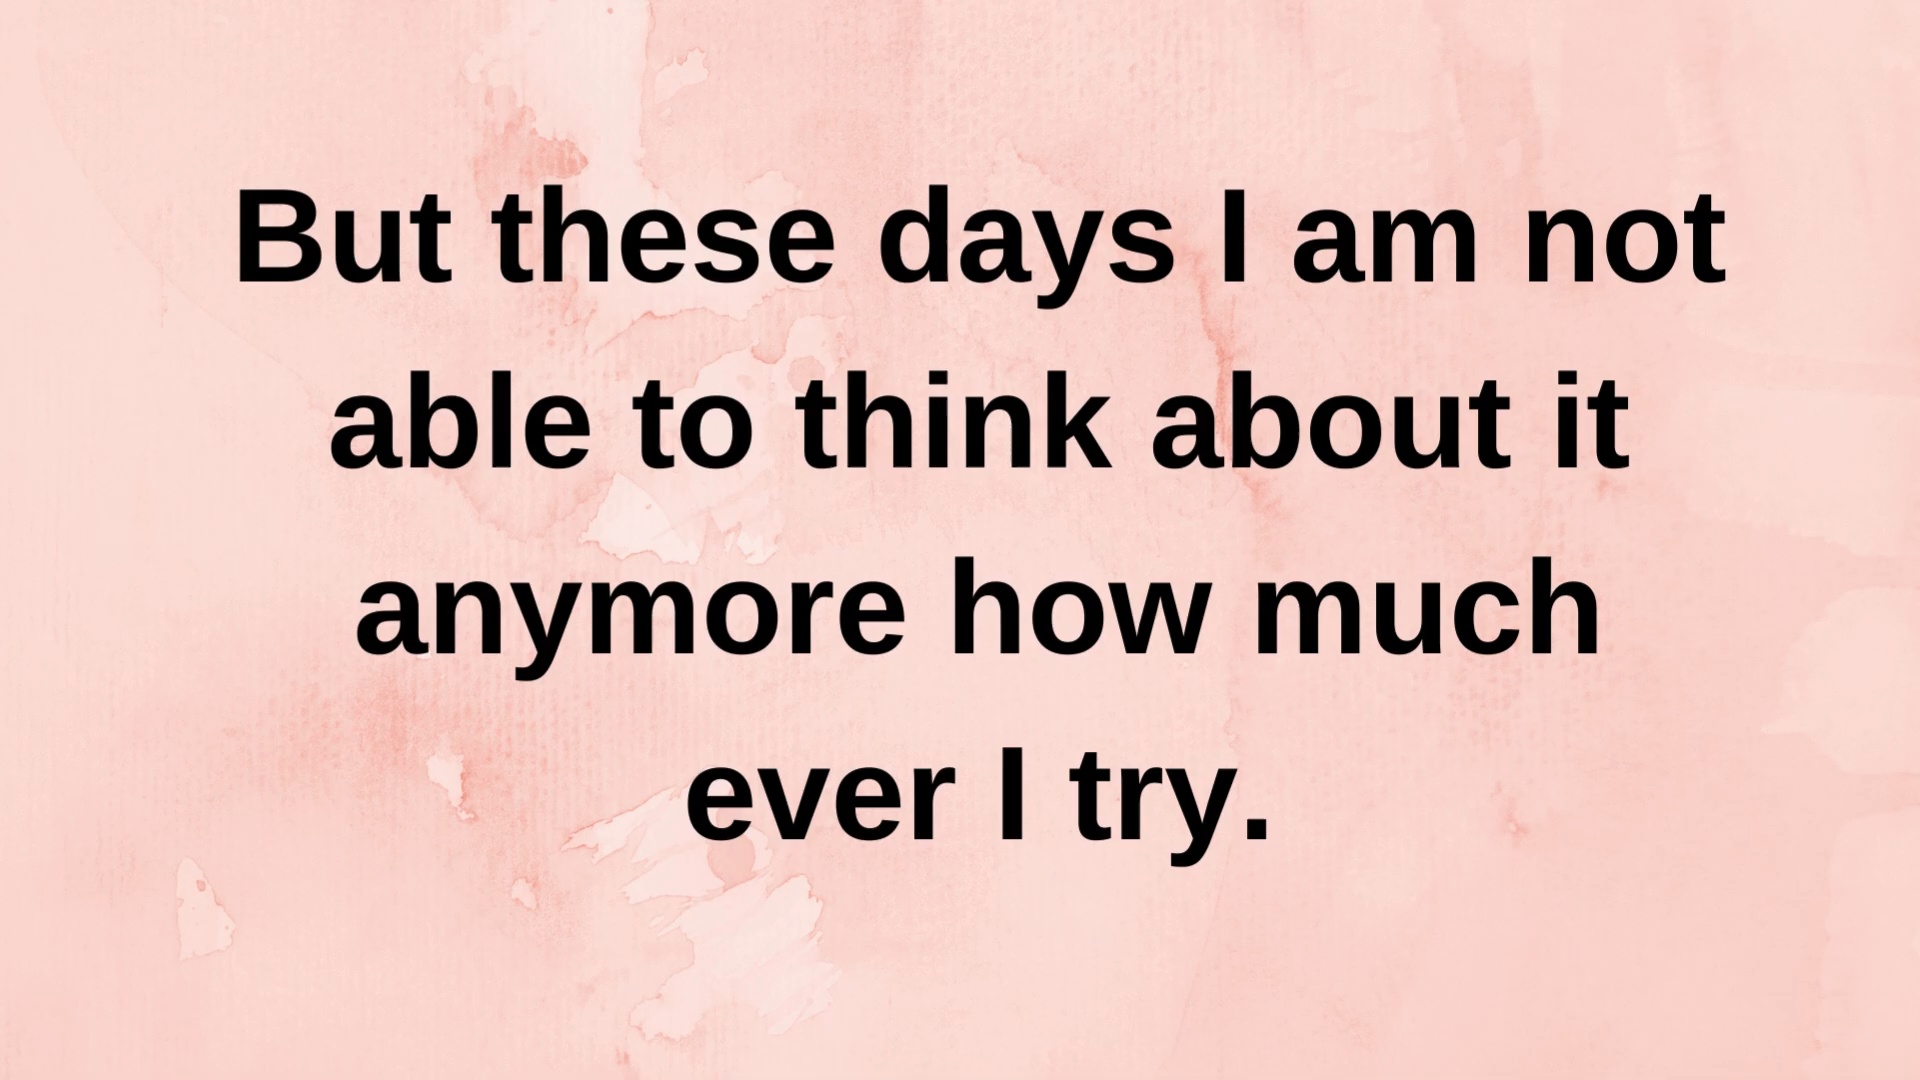 But these days I am not
able to think about it
anymore how much
ever I try.